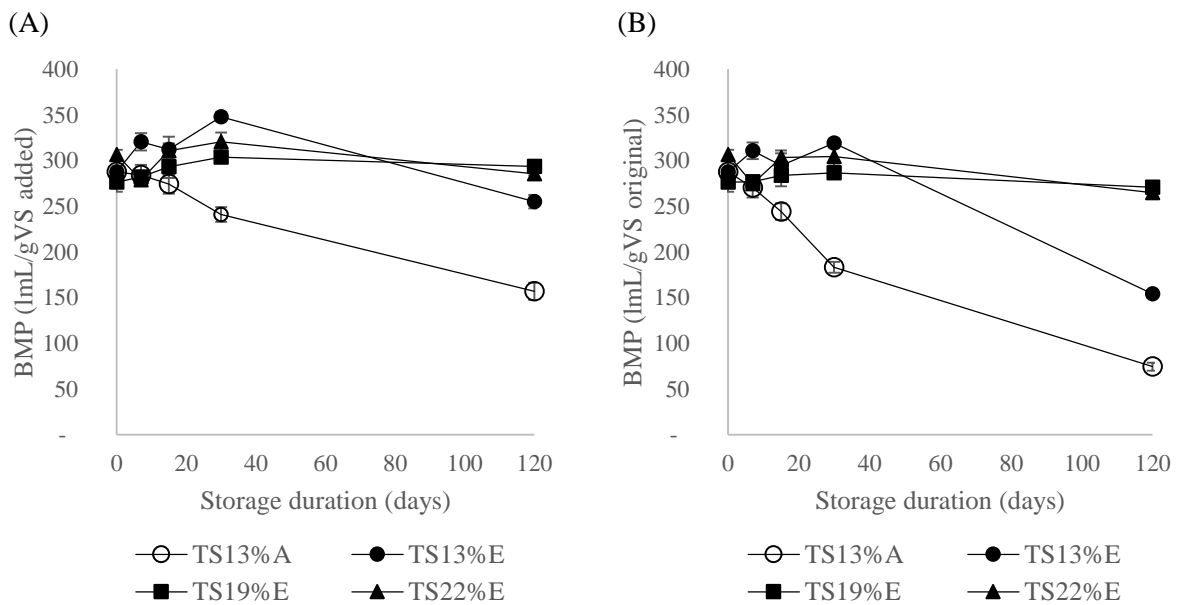 (A)
400
350
300
250
200
150
100
50
-
BMP (lmL/gVS added)
0 20 40 60 80 100 120
Storage duration (days)
TS13%A TS13%E
TS19%E TS22%E
(B)
400
350
300
250
200
150
100
50
-
BMP (lmL/gVS original)
0 20 40 60 80 100 120
Storage duration (days)
TS13%A TS13%E
TS19%E TS22%E